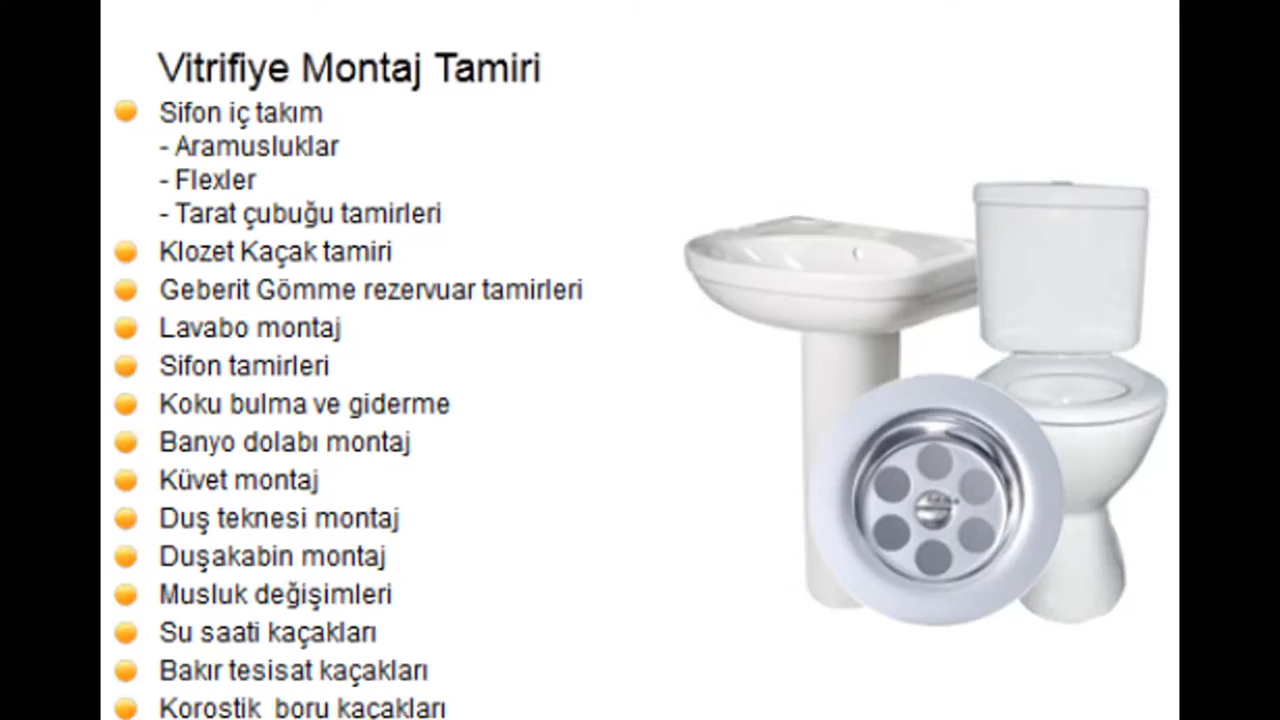 Vitrifiye Montaj Tamiri
Sifon iç takım
- Aramusluklar
- Flexler
- Tarat çubuğu tamirleri
Klozet Kaçak tamiri
Geberit Gömme rezervuar tamirleri
Lavabo montaj
Sifon tamirleri
Koku bulma ve giderme
Banyo dolabı montaj
Küvet montaj
Duş teknesi montaj
Duşakabin montaj
Musluk değişimleri
Su saati kaçakları
Bakır tesisat kaçakları
Korostik boru kaçakları